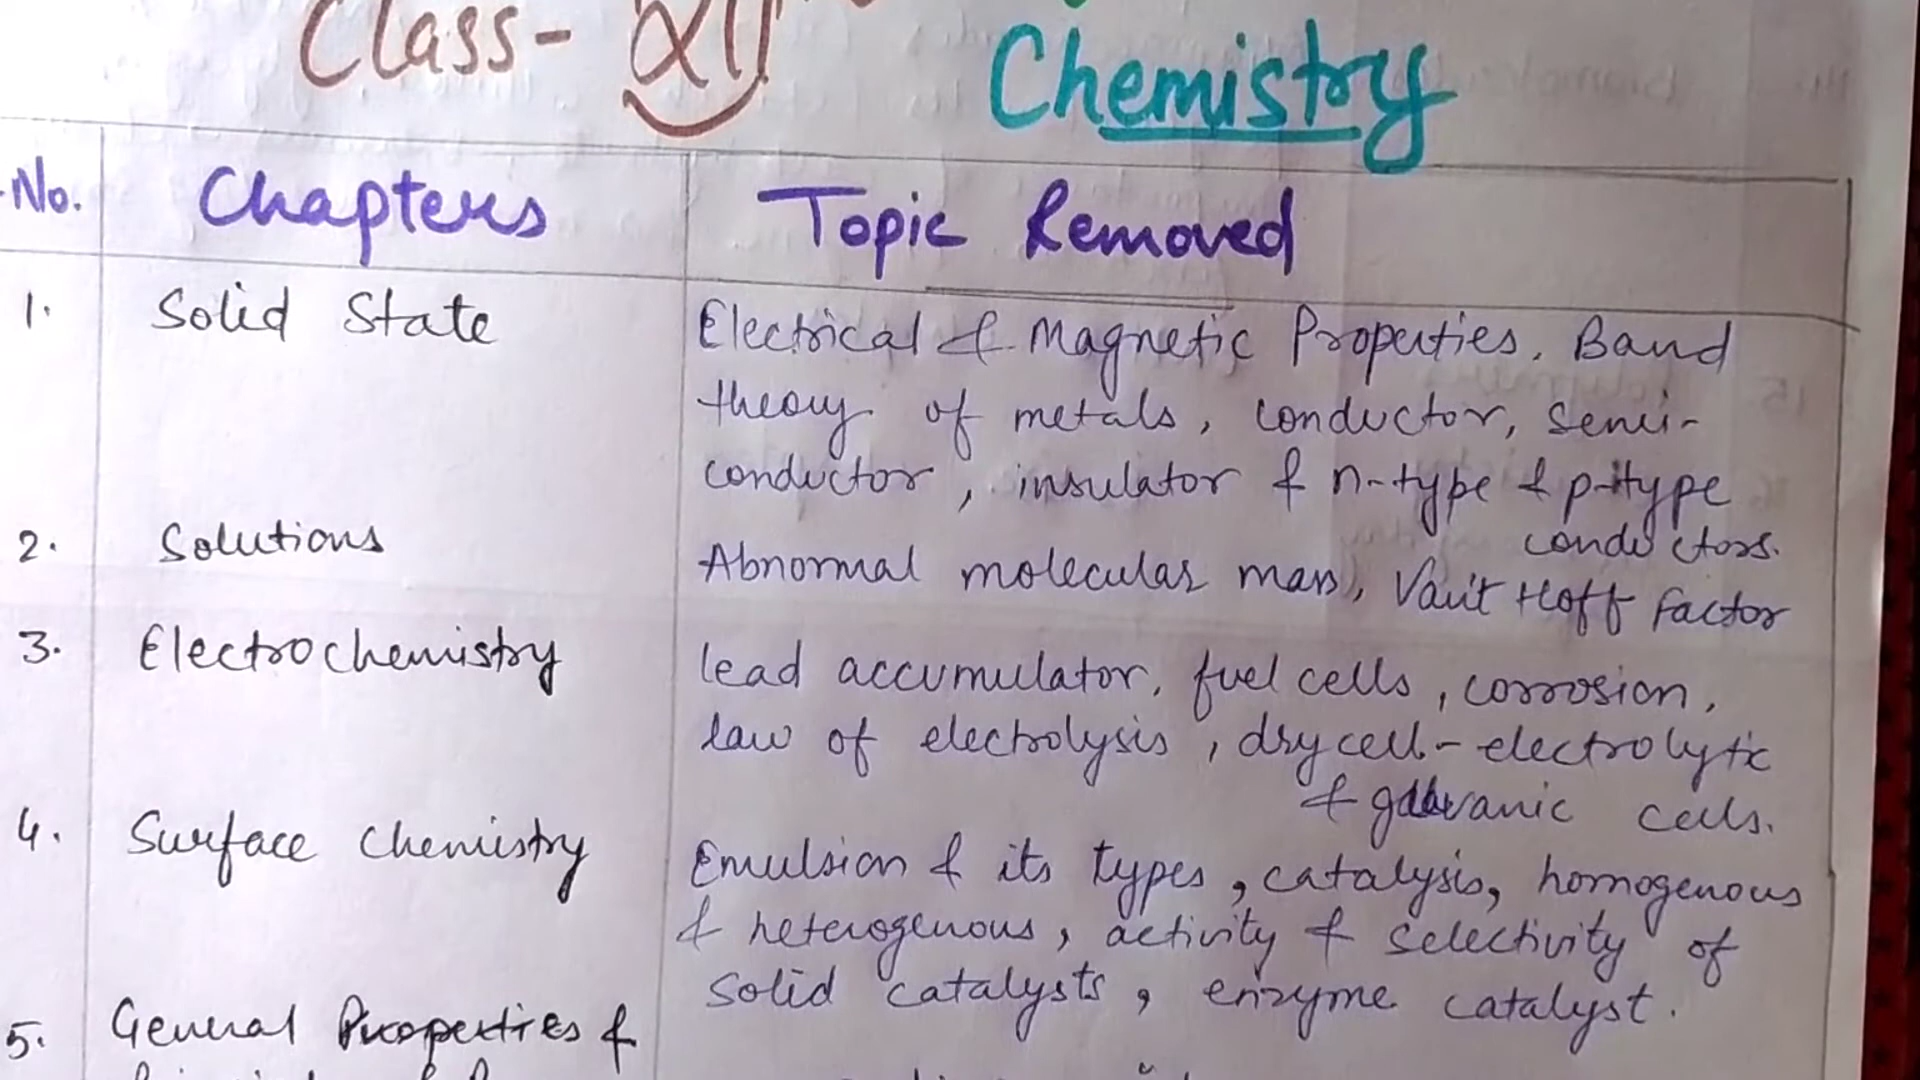 Class- XII
Chemistry
No. Chapters Topic Removed
1. Solid State Electrical & Magnetic Properties, Band
theory of metals, conductor, semi-
conductor, insulator & n-type & p-type
conductors.
2. Solutions Abnormal molecular mass, Van't Hoff Factor
3. Electrochemistry lead accumulator, fuel cells, corrosion,
law of electrolysis, dry cell - electrolytic
& galvanic cells.
4. Surface Chemistry Emulsion & its types, catalysis, homogenous
& heterogenous, activity & selectivity of
solid catalysts, enzyme catalyst.
5. General Properties &